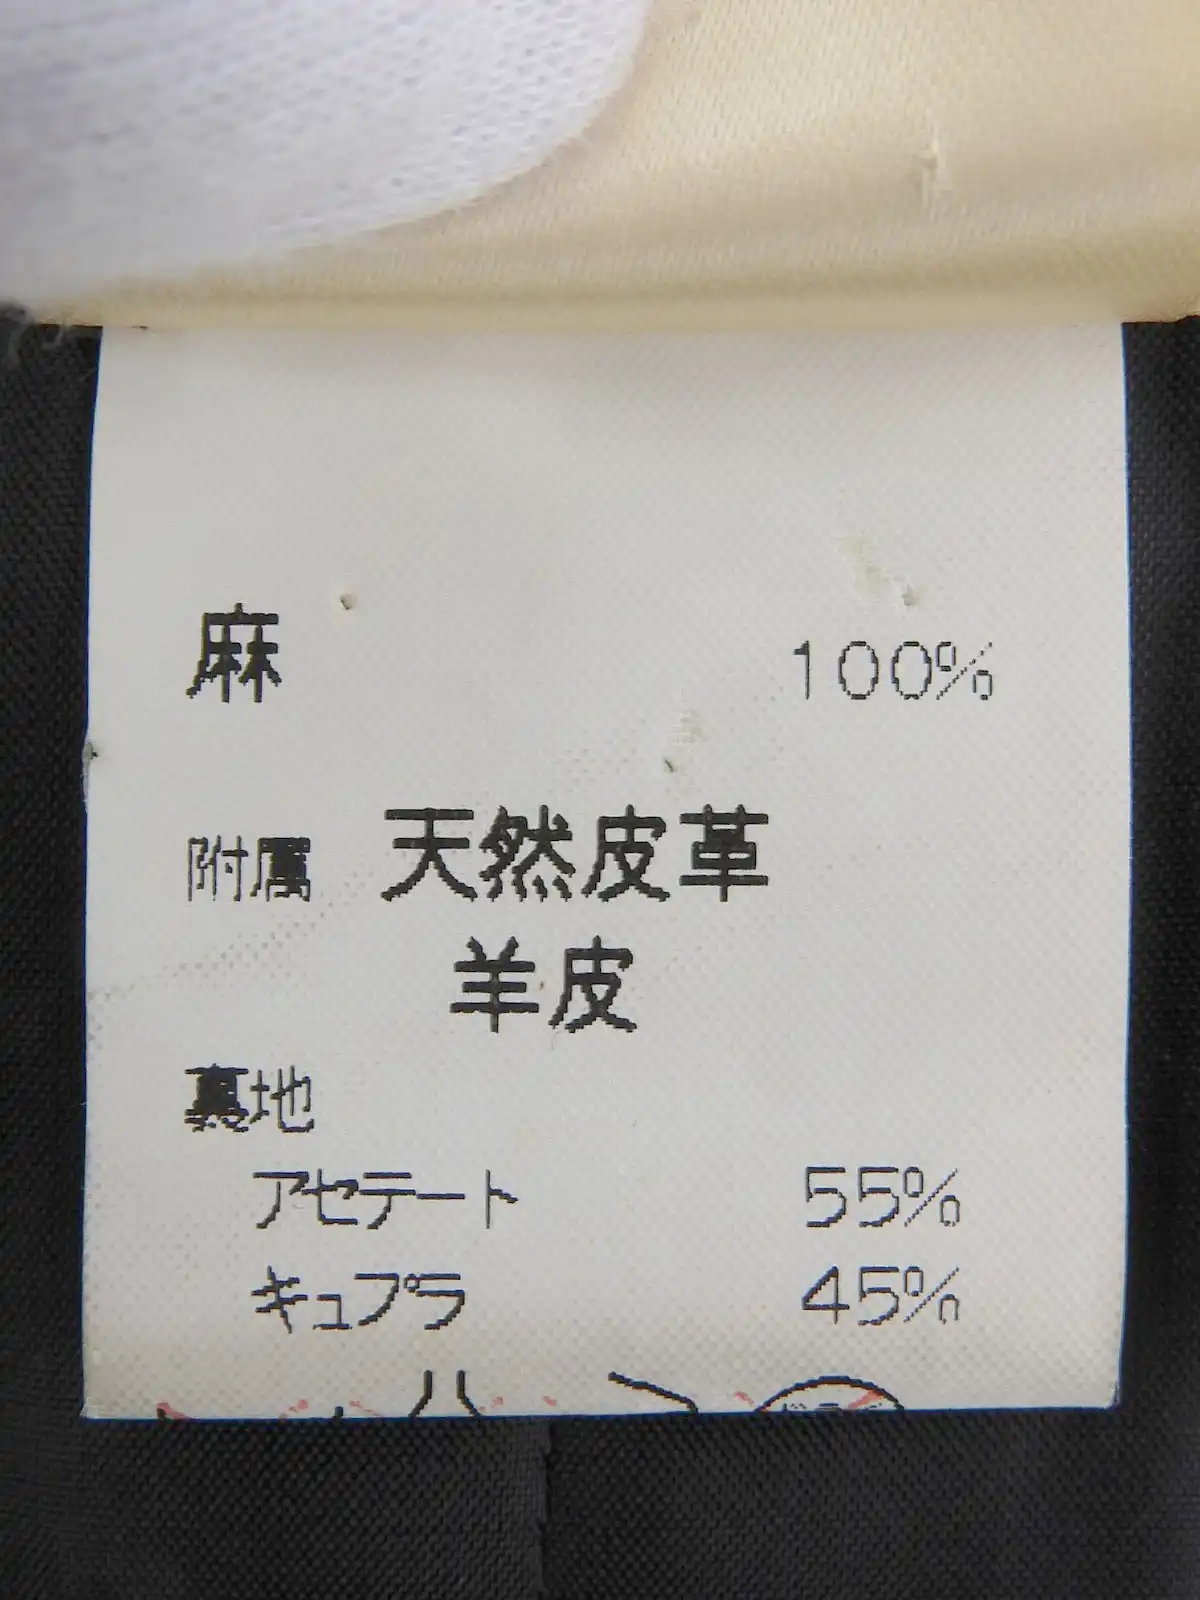 麻 100%
附属 天然皮革
羊皮
裏地
アセテート 55%
キュプラ 45%